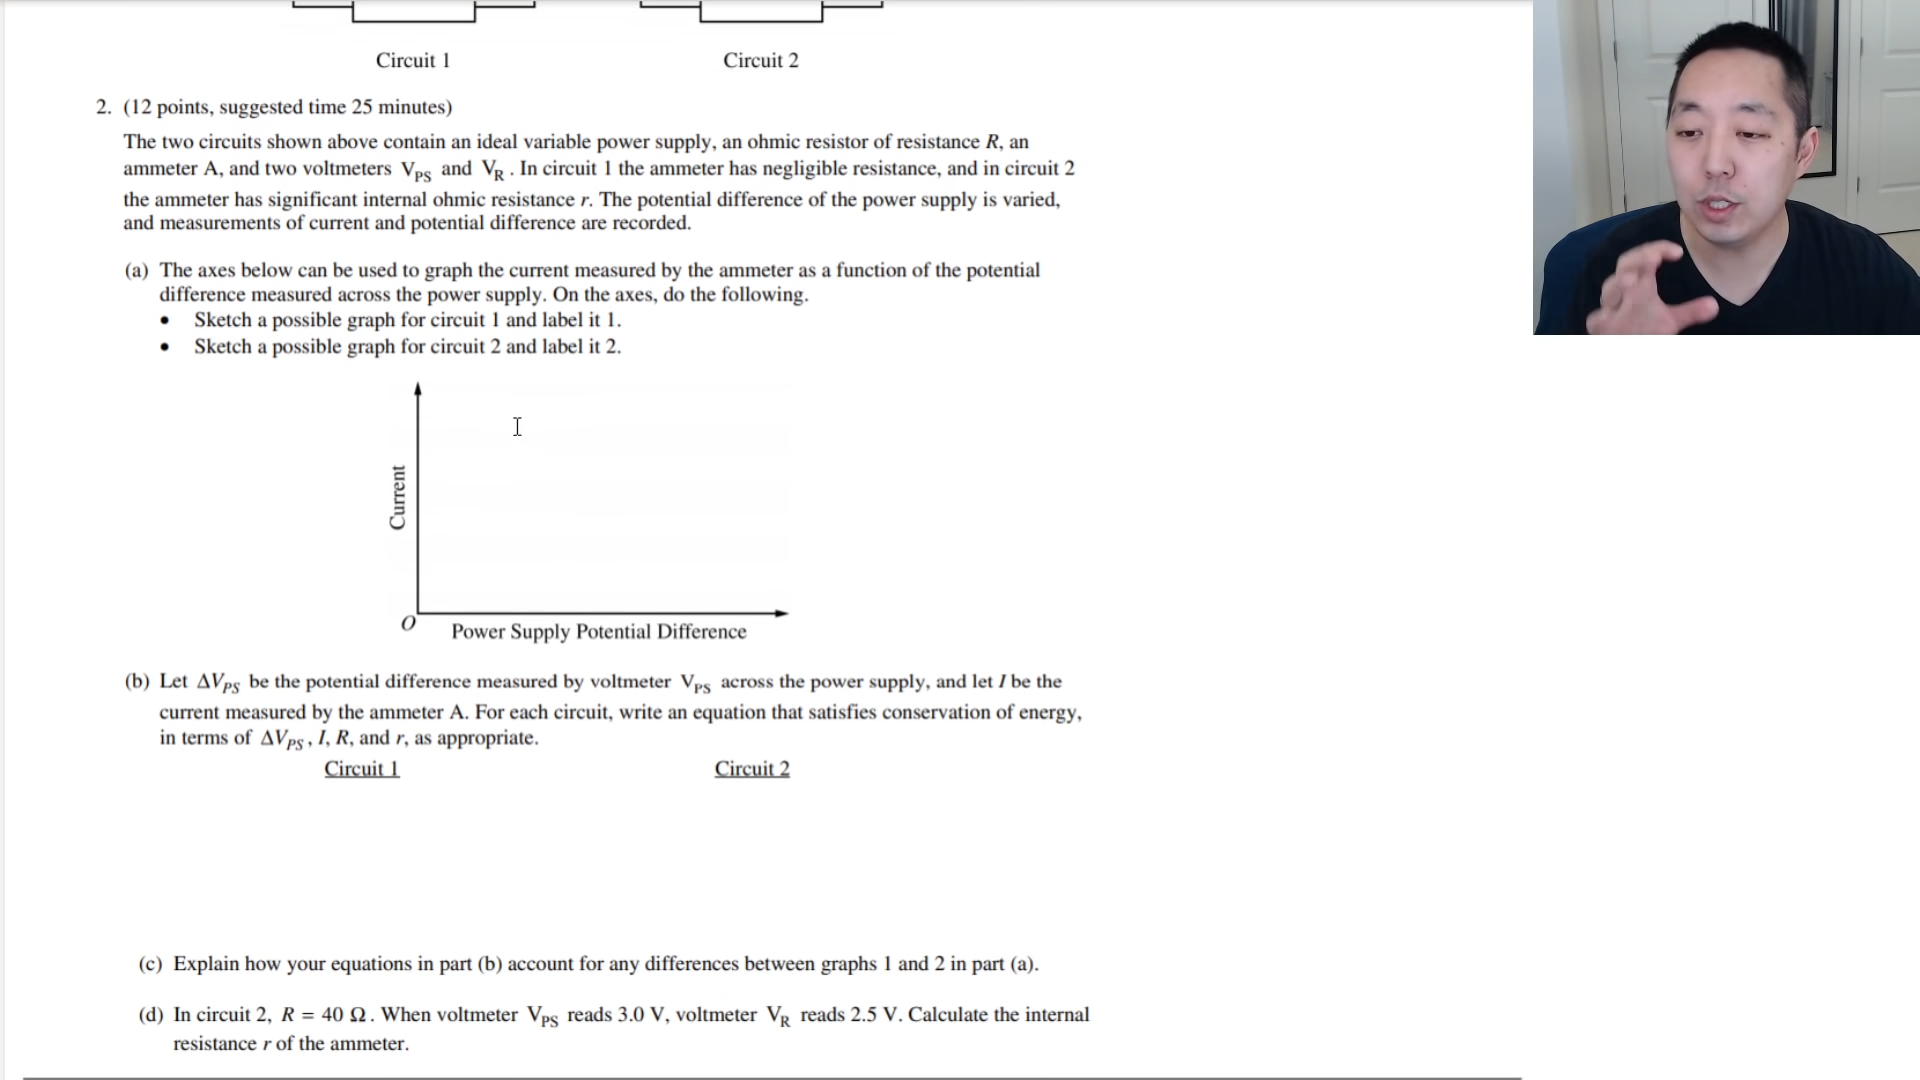 Circuit 1
Circuit 2
2. (12 points, suggested time 25 minutes)
The two circuits shown above contain an ideal variable power supply, an ohmic resistor of resistance R, an
ammeter A, and two voltmeters VPS and VR . In circuit 1 the ammeter has negligible resistance, and in circuit 2
the ammeter has significant internal ohmic resistance r. The potential difference of the power supply is varied,
and measurements of current and potential difference are recorded.
(a) The axes below can be used to graph the current measured by the ammeter as a function of the potential
difference measured across the power supply. On the axes, do the following.
• Sketch a possible graph for circuit 1 and label it 1.
• Sketch a possible graph for circuit 2 and label it 2.
Current
O
Power Supply Potential Difference
(b) Let ΔVPS be the potential difference measured by voltmeter VPS across the power supply, and let I be the
current measured by the ammeter A. For each circuit, write an equation that satisfies conservation of energy,
in terms of ΔVPS , I, R, and r, as appropriate.
Circuit 1
Circuit 2
(c) Explain how your equations in part (b) account for any differences between graphs 1 and 2 in part (a).
(d) In circuit 2, R = 40 Ω. When voltmeter VPS reads 3.0 V, voltmeter VR reads 2.5 V. Calculate the internal
resistance r of the ammeter.